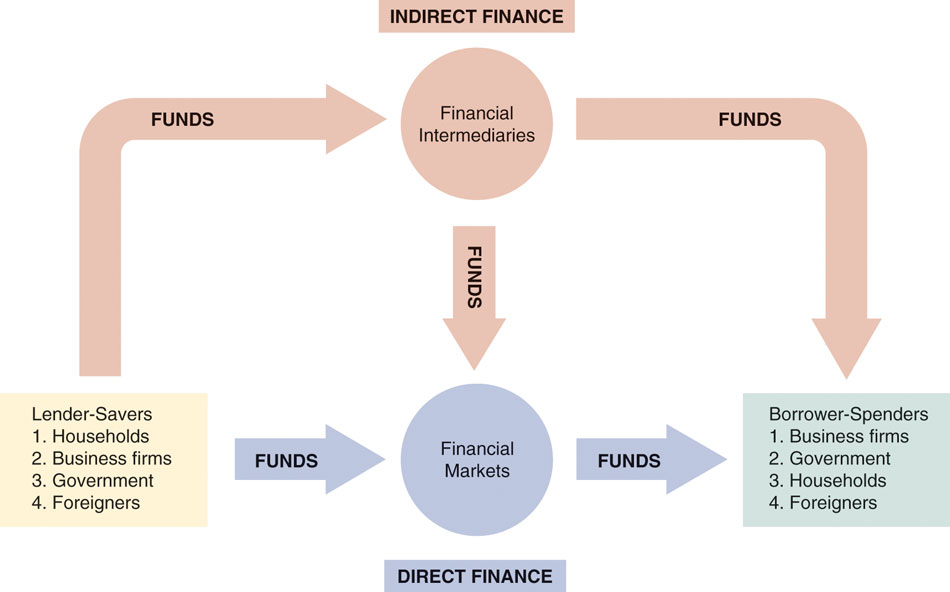 INDIRECT FINANCE
FUNDS
Financial
Intermediaries
FUNDS
FUNDS
Lender-Savers
1. Households
2. Business firms
3. Government
4. Foreigners
FUNDS
Financial
Markets
FUNDS
Borrower-Spenders
1. Business firms
2. Government
3. Households
4. Foreigners
DIRECT FINANCE